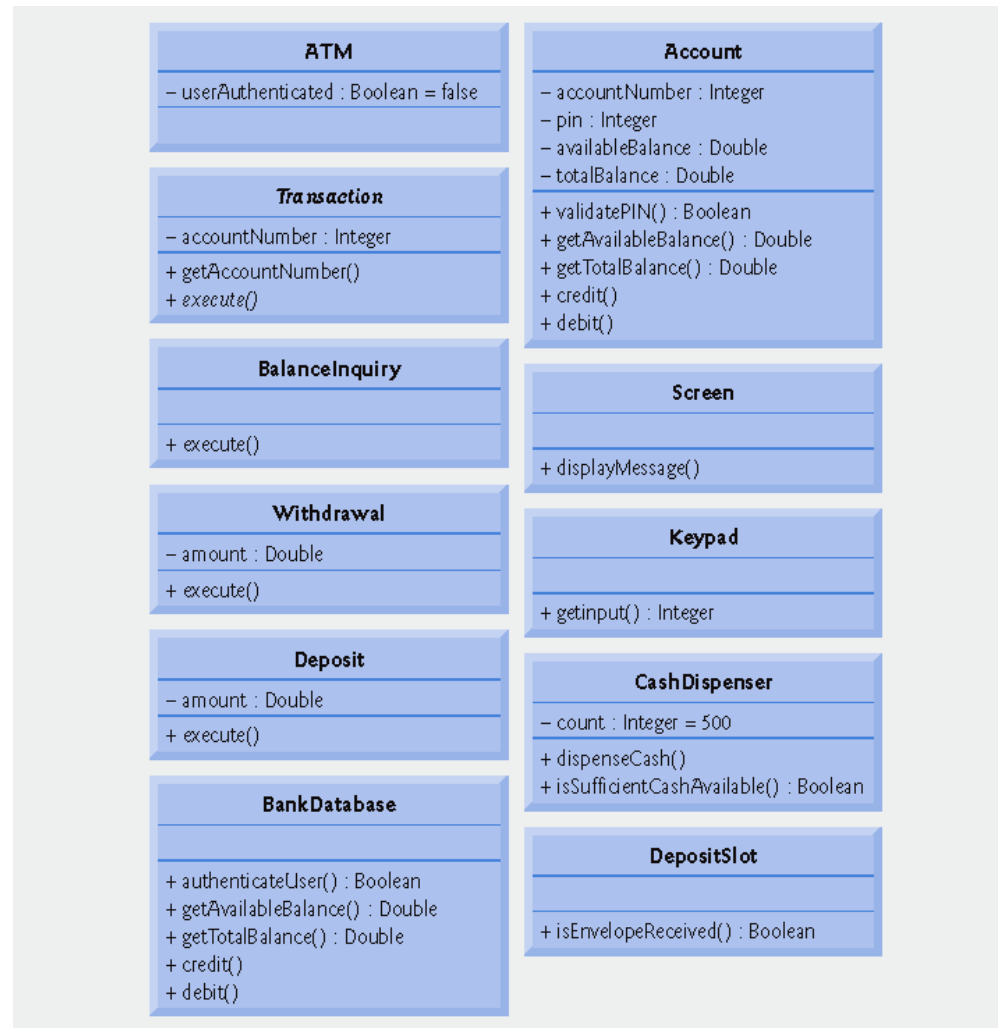 ATM
– userAuthenticated : Boolean = false
Transaction
– accountNumber : Integer
+ getAccountNumber()
+ execute()
BalanceInquiry
+ execute()
Withdrawal
– amount : Double
+ execute()
Deposit
– amount : Double
+ execute()
BankDatabase
+ authenticateUser() : Boolean
+ getAvailableBalance() : Double
+ getTotalBalance() : Double
+ credit()
+ debit()
Account
– accountNumber : Integer
– pin : Integer
– availableBalance : Double
– totalBalance : Double
+ validatePIN() : Boolean
+ getAvailableBalance() : Double
+ getTotalBalance() : Double
+ credit()
+ debit()
Screen
+ displayMessage()
Keypad
+ getinput() : Integer
CashDispenser
– count : Integer = 500
+ dispenseCash()
+ isSufficientCashAvailable() : Boolean
DepositSlot
+ isEnvelopeReceived() : Boolean